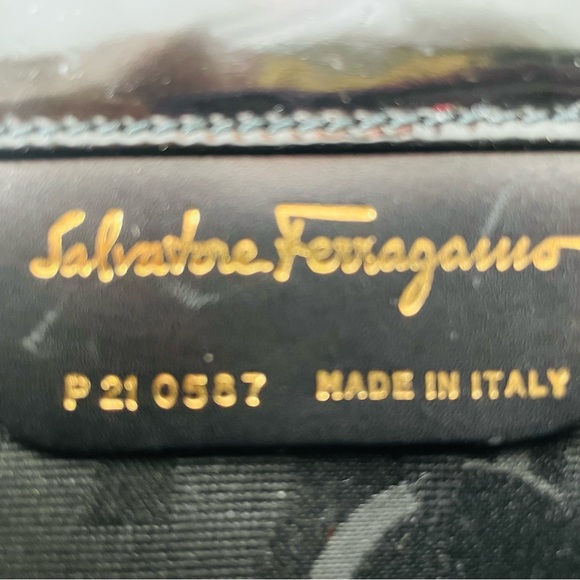 Salvatore Ferragamo
P 21 0587 MADE IN ITALY